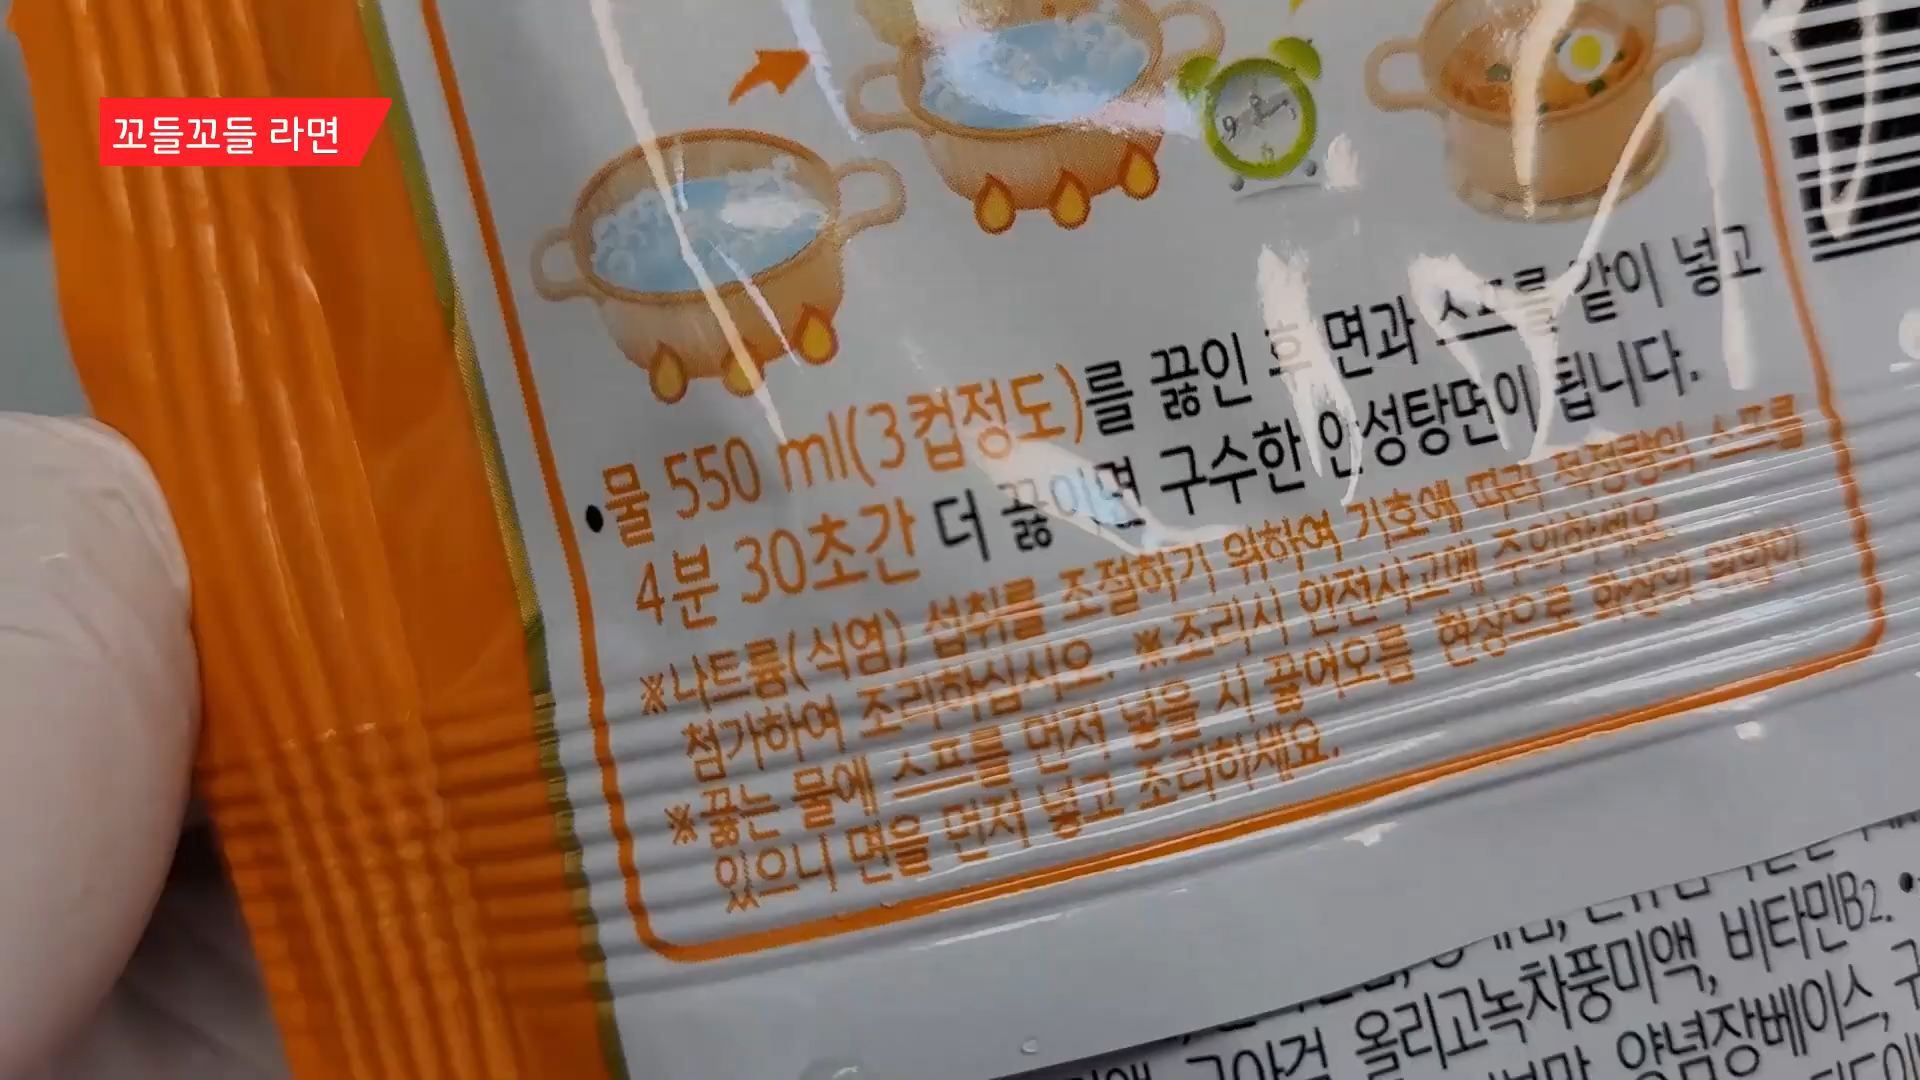 꼬들꼬들 라면
•물 550 ml(3컵정도)를 끓인 후 면과 스프를 같이 넣고
4분 30초간 더 끓이면 구수한 안성탕면이 됩니다.
※나트륨(식염) 섭취를 조절하기 위하여 기호에 따라 적정량의 스프를
첨가하여 조리하십시오. ※조리시 안전사고에 주의하세요.
※끓는 물에 스프를 먼저 넣을 시 끓어오름 현상으로 화상의 위험이
있으니 면을 먼저 넣고 조리하세요.
올리고녹차풍미액, 비타민B2.
양념장베이스,